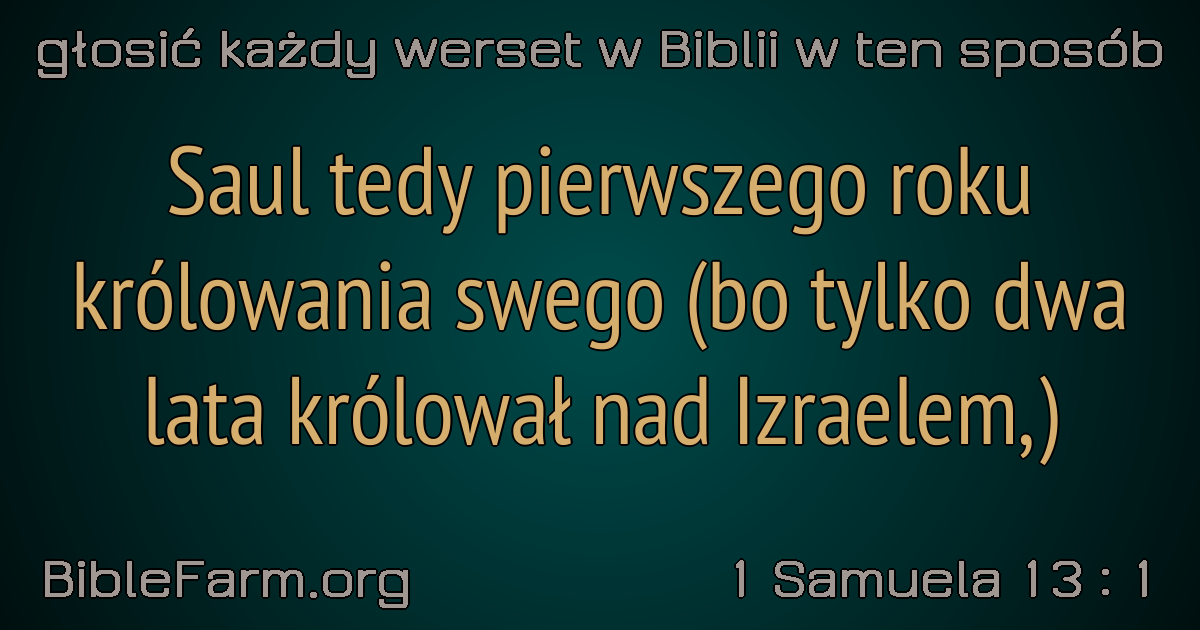 głosić każdy werset w Biblii w ten sposób
Saul tedy pierwszego roku
królowania swego (bo tylko dwa
lata królował nad Izraelem,)
BibleFarm.org
1 Samuela 13 : 1